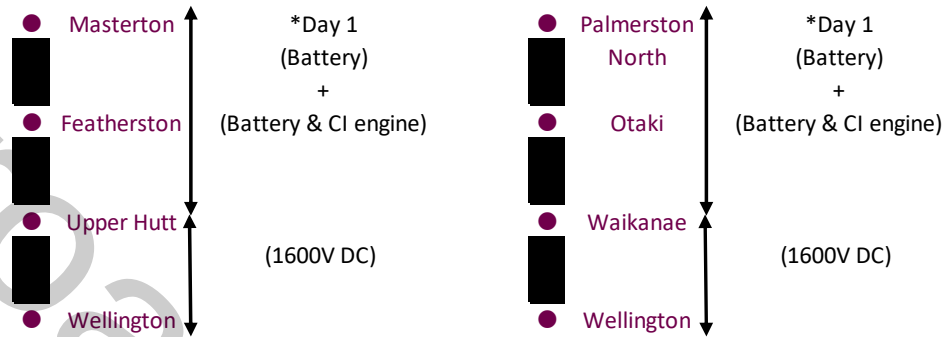 Masterton
*Day 1
(Battery)
+
Featherston
(Battery & CI engine)
Upper Hutt
(1600V DC)
Wellington
Palmerston
North
*Day 1
(Battery)
+
Otaki
(Battery & CI engine)
Waikanae
(1600V DC)
Wellington